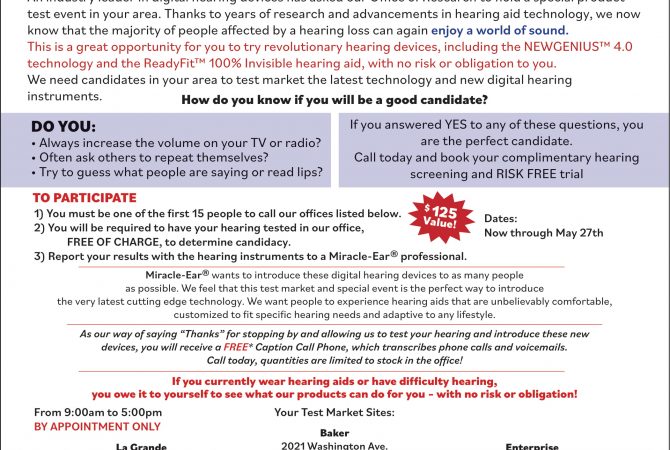 An industry leader in digital hearing devices has asked our Office of Research to hold a special product
test event in your area. Thanks to years of research and advancements in hearing aid technology, we now
know that the majority of people affected by a hearing loss can again enjoy a world of sound.
This is a great opportunity for you to try revolutionary hearing devices, including the NEWGENIUS™ 4.0
technology and the ReadyFit™ 100% Invisible hearing aid, with no risk or obligation to you.
We need candidates in your area to test market the latest technology and new digital hearing
instruments.
How do you know if you will be a good candidate?
DO YOU:
• Always increase the volume on your TV or radio?
• Often ask others to repeat themselves?
• Try to guess what people are saying or read lips?
If you answered YES to any of these questions, you
are the perfect candidate.
Call today and book your complimentary hearing
screening and RISK FREE trial
TO PARTICIPATE
1) You must be one of the first 15 people to call our offices listed below.
2) You will be required to have your hearing tested in our office,
FREE OF CHARGE, to determine candidacy.
3) Report your results with the hearing instruments to a Miracle-Ear® professional.
$125
Value!
Dates:
Now through May 27th
Miracle-Ear® wants to introduce these digital hearing devices to as many people
as possible. We feel that this test market and special event is the perfect way to introduce
the very latest cutting edge technology. We want people to experience hearing aids that are unbelievably comfortable,
customized to fit specific hearing needs and adaptive to any lifestyle.
As our way of saying “Thanks” for stopping by and allowing us to test your hearing and introduce these new
devices, you will receive a FREE* Caption Call Phone, which transcribes phone calls and voicemails.
Call today, quantities are limited to stock in the office!
If you currently wear hearing aids or have difficulty hearing,
you owe it to yourself to see what our products can do for you – with no risk or obligation!
From 9:00am to 5:00pm
BY APPOINTMENT ONLY
Your Test Market Sites:
La Grande
Baker
2021 Washington Ave.
Enterprise